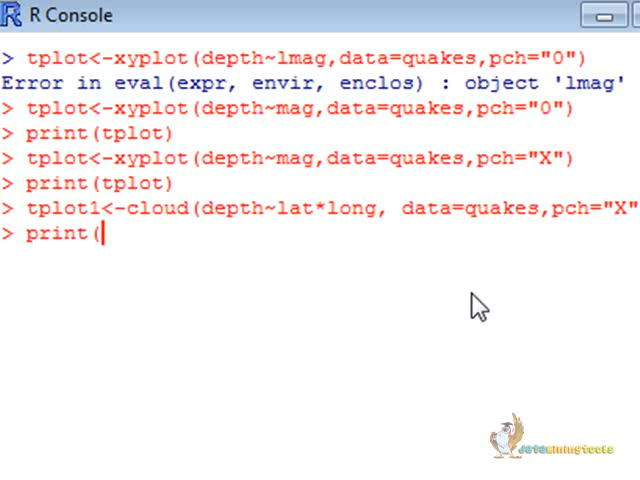 R Console
> tplot<-xyplot(depth~lmag,data=quakes,pch="0")
Error in eval(expr, envir, enclos) : object 'lmag'
> tplot<-xyplot(depth~mag,data=quakes,pch="0")
> print(tplot)
> tplot<-xyplot(depth~mag,data=quakes,pch="X")
> print(tplot)
> tplot1<-cloud(depth~lat*long, data=quakes,pch="X"
> print(
DataMiningTools